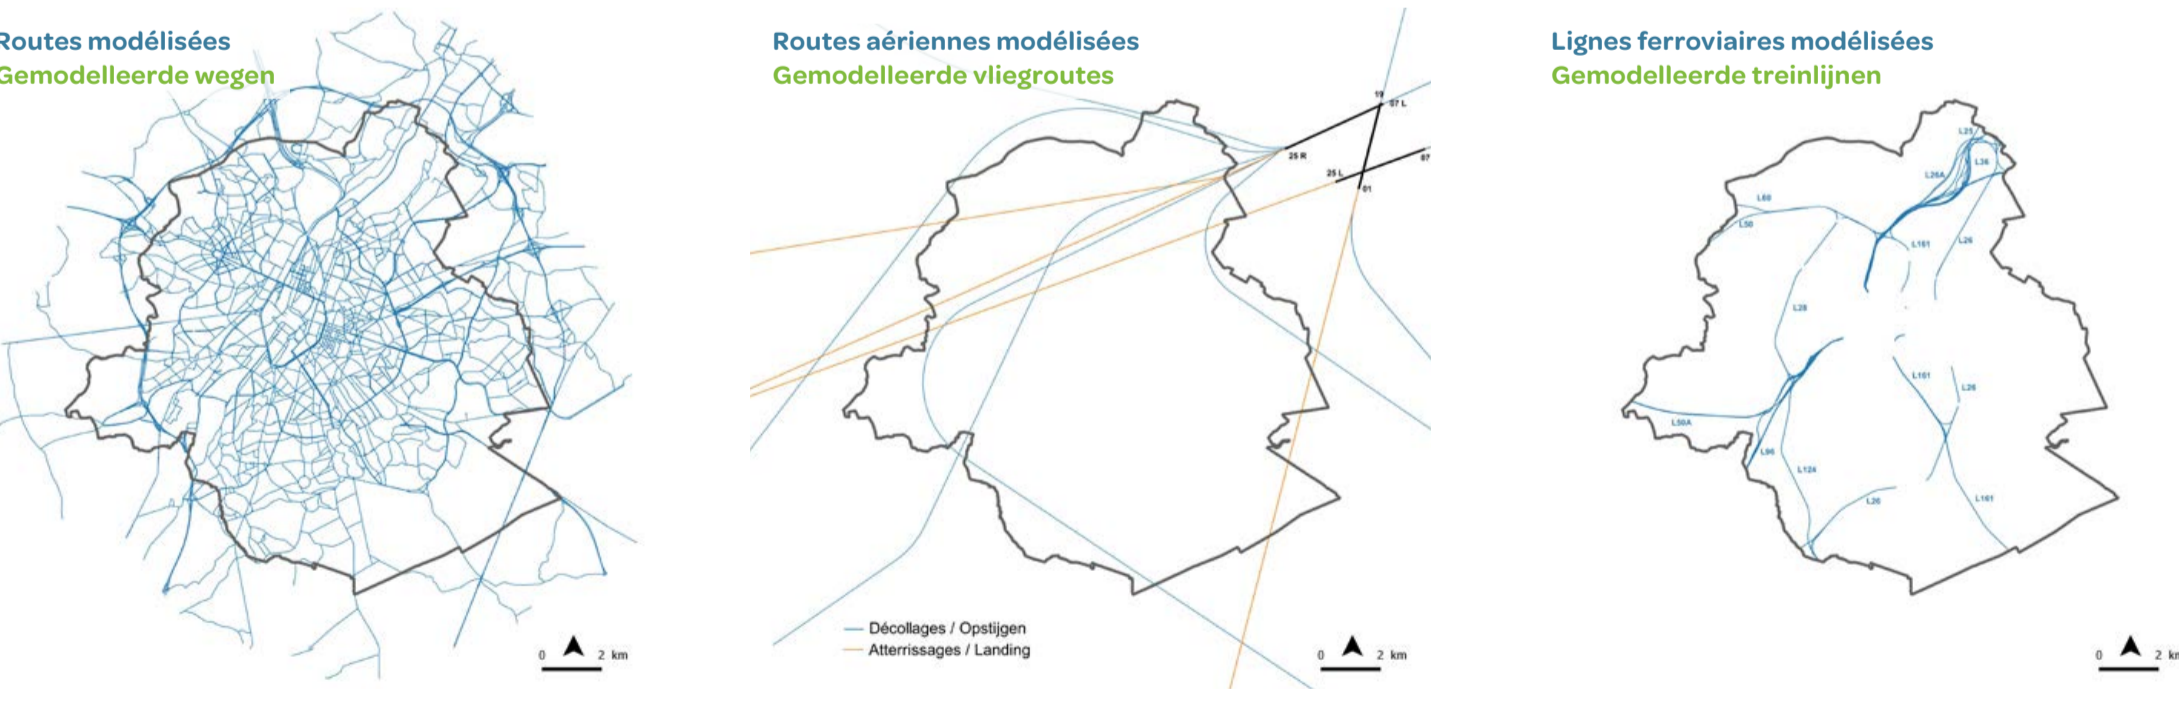 Routes modélisées
Gemodelleerde wegen
0 2 km
Routes aériennes modélisées
Gemodelleerde vliegroutes
19
07 L
25 R
07
25 L
01
Décollages / Opstijgen
Atterrissages / Landing
0 2 km
Lignes ferroviaires modélisées
Gemodelleerde treinlijnen
L25
L36
L26A
L60
L50
L161
L26
L28
L161
L26
L50A
L96
L124
L26
L161
0 2 km